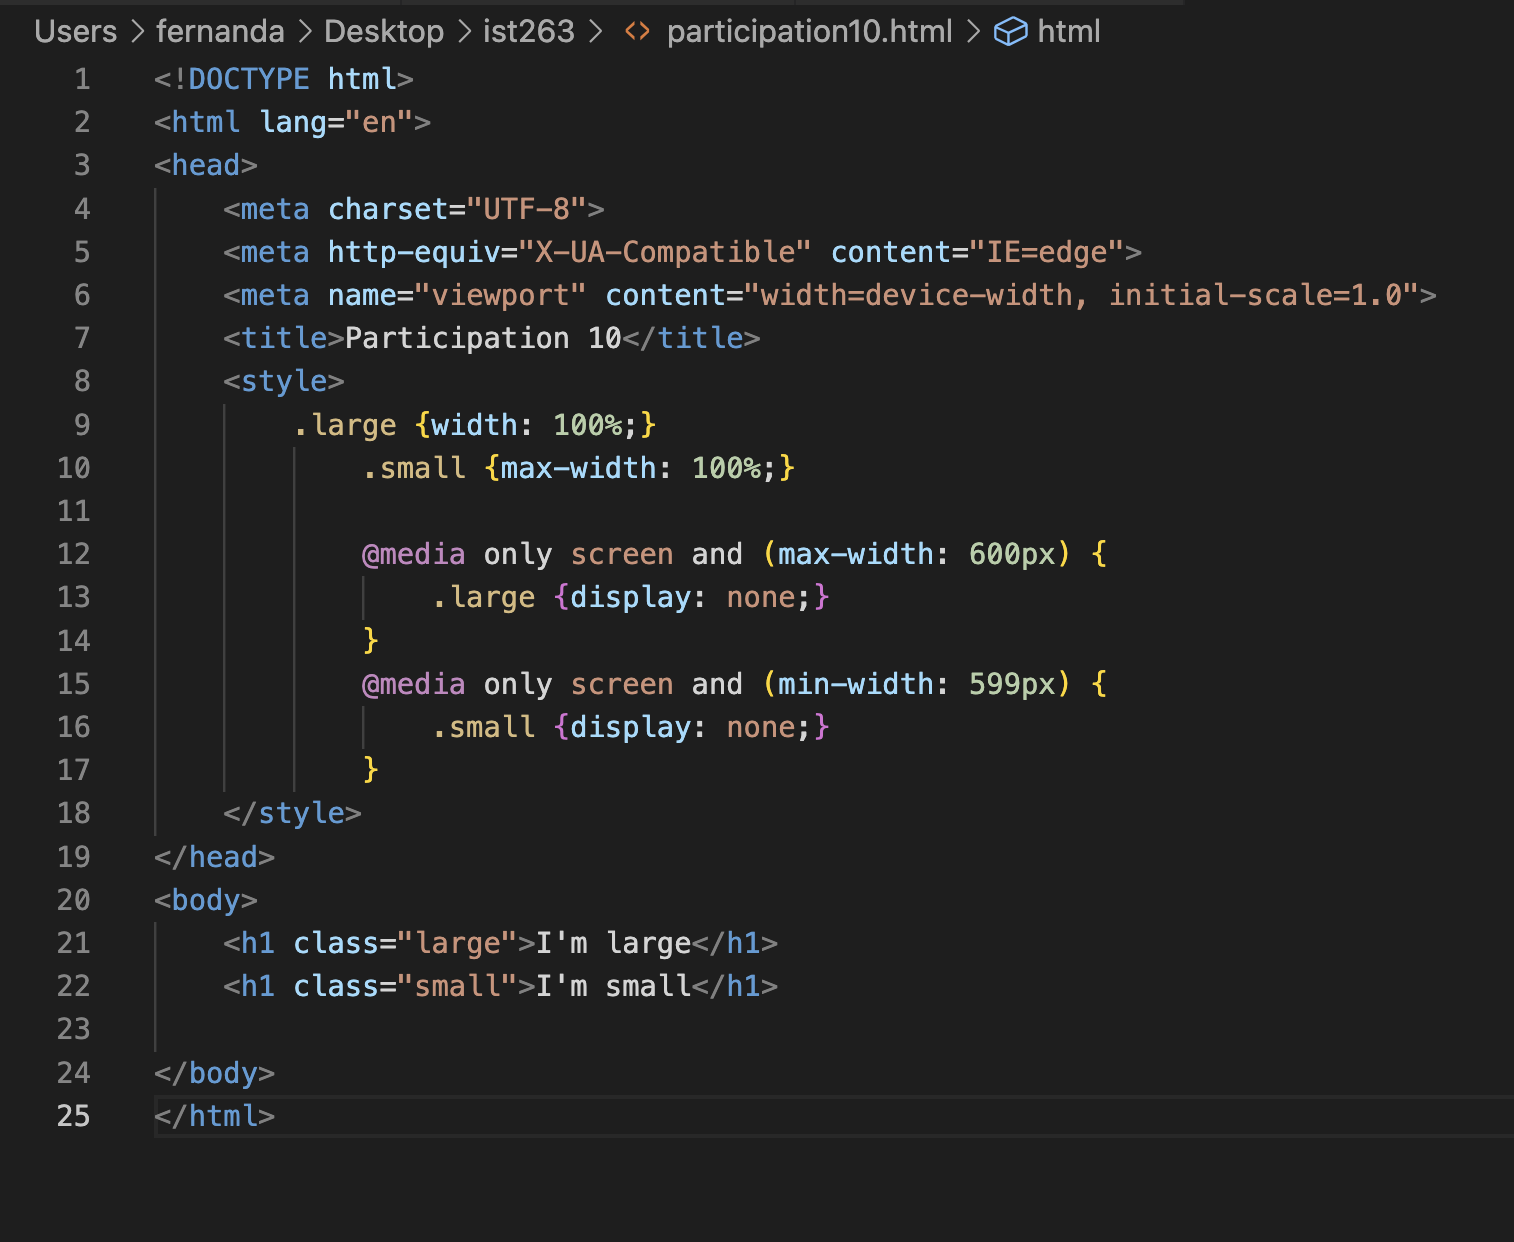 Users > fernanda > Desktop > ist263 > <> participation10.html > html
1 <!DOCTYPE html>
2 <html lang="en">
3 <head>
4     <meta charset="UTF-8">
5     <meta http-equiv="X-UA-Compatible" content="IE=edge">
6     <meta name="viewport" content="width=device-width, initial-scale=1.0">
7     <title>Participation 10</title>
8     <style>
9         .large {width: 100%;}
10             .small {max-width: 100%;}
11
12             @media only screen and (max-width: 600px) {
13                 .large {display: none;}
14             }
15             @media only screen and (min-width: 599px) {
16                 .small {display: none;}
17             }
18     </style>
19 </head>
20 <body>
21     <h1 class="large">I'm large</h1>
22     <h1 class="small">I'm small</h1>
23
24 </body>
25 </html>